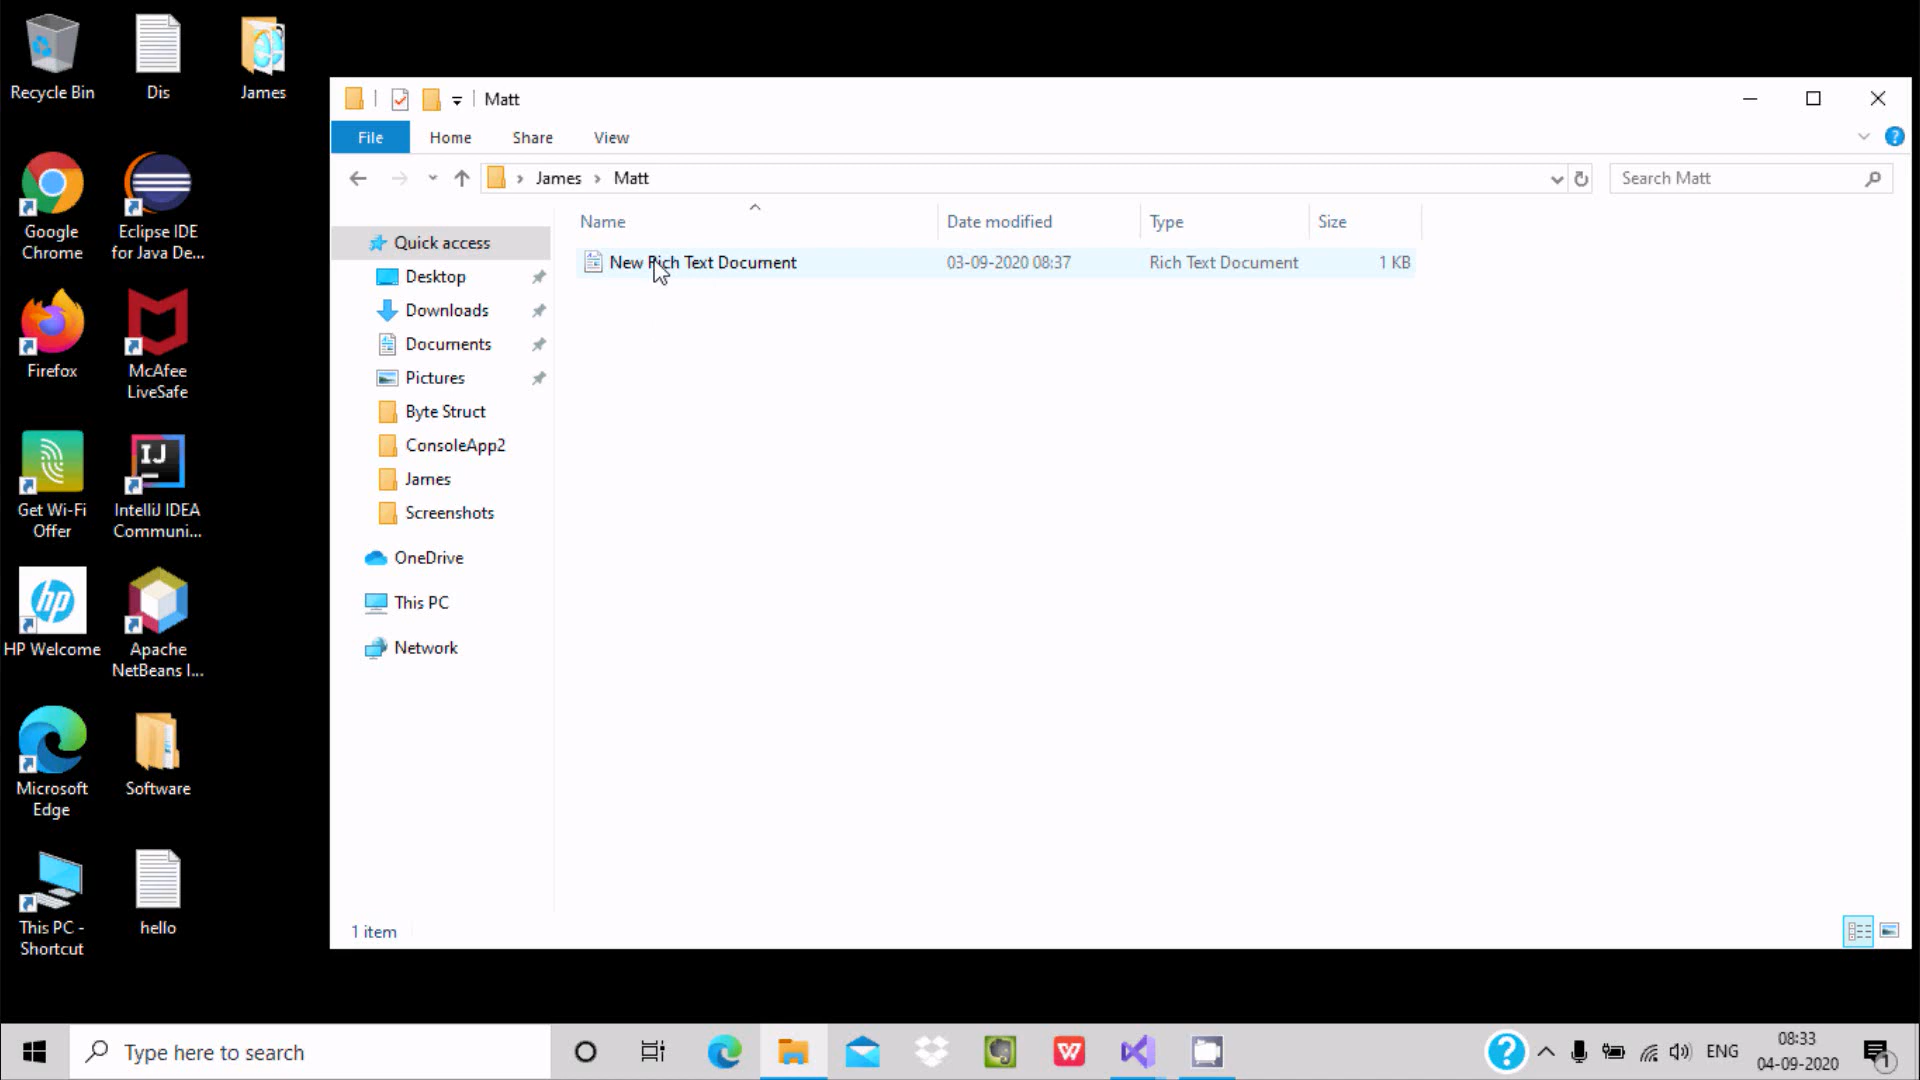 Recycle Bin
Dis
James
Google
Chrome
Eclipse IDE
for Java De...
Firefox
McAfee
LiveSafe
Get Wi-Fi
Offer
IJ
IntelliJ IDEA
Communi...
hp
HP Welcome
Apache
NetBeans I...
Microsoft
Edge
Software
This PC -
Shortcut
hello
Matt
File
Home
Share
View
?
James
Matt
Search Matt
Name
Date modified
Type
Size
New Rich Text Document
03-09-2020 08:37
Rich Text Document
1 KB
Quick access
Desktop
Downloads
Documents
Pictures
Byte Struct
ConsoleApp2
James
Screenshots
OneDrive
This PC
Network
1 item
Type here to search
W
?
ENG
08:33
04-09-2020
1